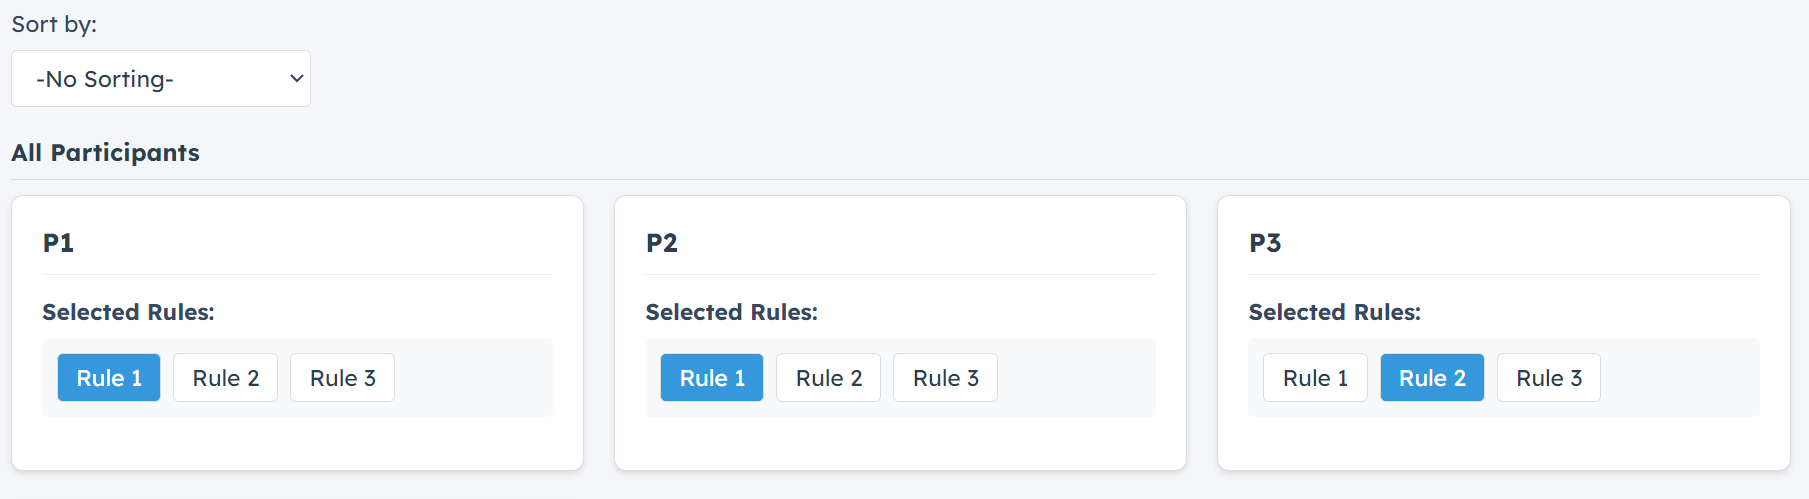 Sort by:
-No Sorting-
All Participants
P1
Selected Rules:
Rule 1 Rule 2 Rule 3
P2
Selected Rules:
Rule 1 Rule 2 Rule 3
P3
Selected Rules:
Rule 1 Rule 2 Rule 3